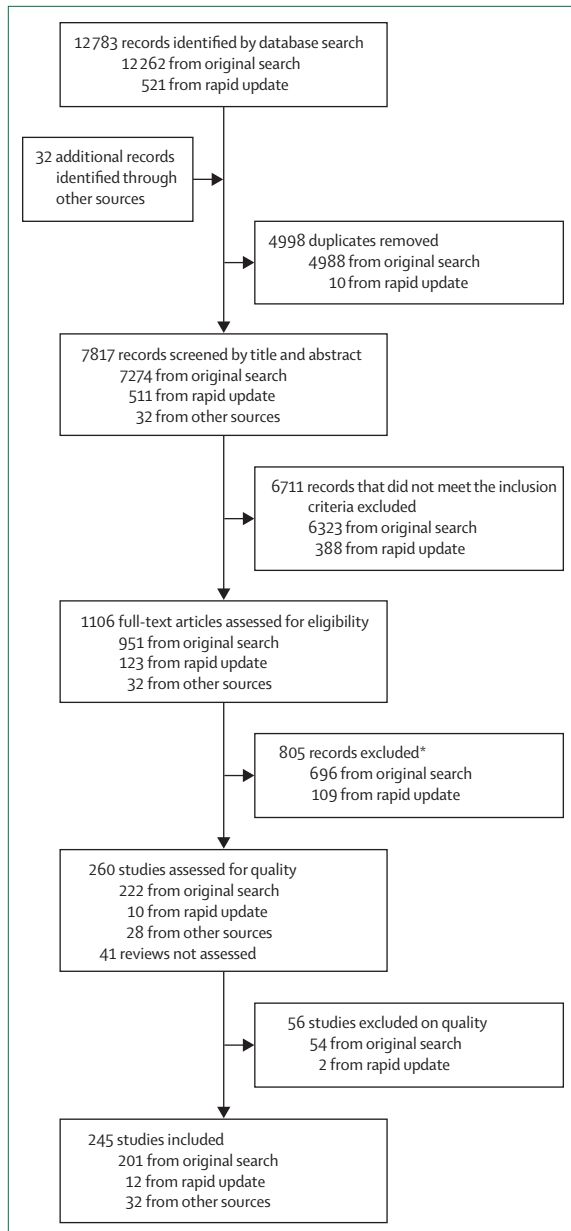 12 783 records identified by database search
12 262 from original search
521 from rapid update
32 additional records
identified through
other sources
4998 duplicates removed
4988 from original search
10 from rapid update
7817 records screened by title and abstract
7274 from original search
511 from rapid update
32 from other sources
6711 records that did not meet the inclusion
criteria excluded
6323 from original search
388 from rapid update
1106 full-text articles assessed for eligibility
951 from original search
123 from rapid update
32 from other sources
805 records excluded*
696 from original search
109 from rapid update
260 studies assessed for quality
222 from original search
10 from rapid update
28 from other sources
41 reviews not assessed
56 studies excluded on quality
54 from original search
2 from rapid update
245 studies included
201 from original search
12 from rapid update
32 from other sources